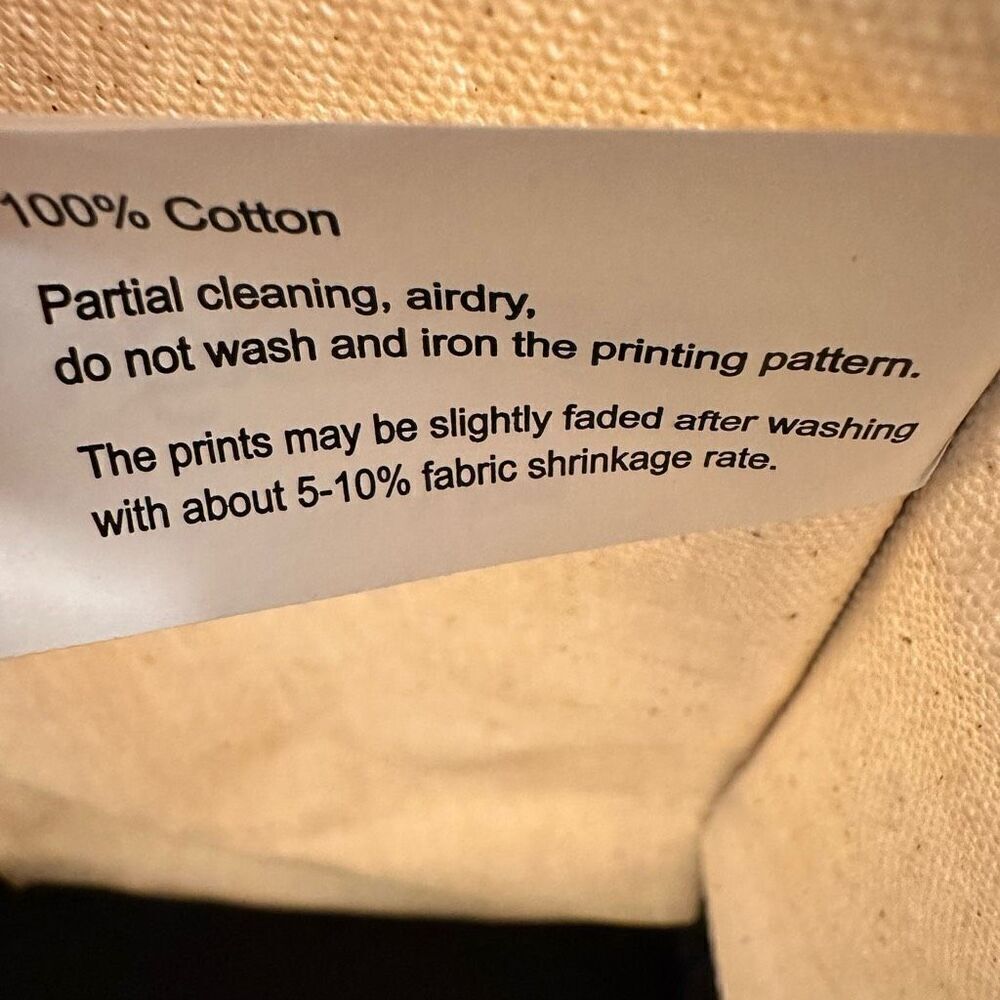 100% Cotton
Partial cleaning, airdry,
do not wash and iron the printing pattern.
The prints may be slightly faded after washing
with about 5-10% fabric shrinkage rate.